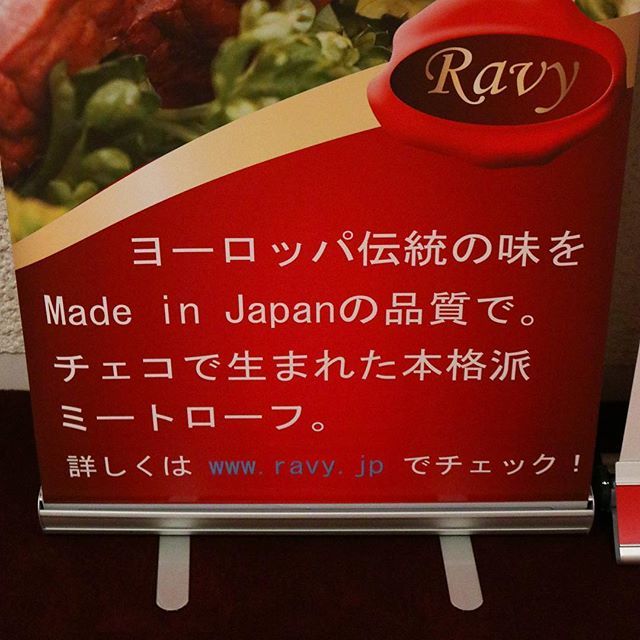 Ravy
ヨーロッパ伝統の味を
Made in Japanの品質で。
チェコで生まれた本格派
ミートローフ。
詳しくは www.ravy.jp でチェック！